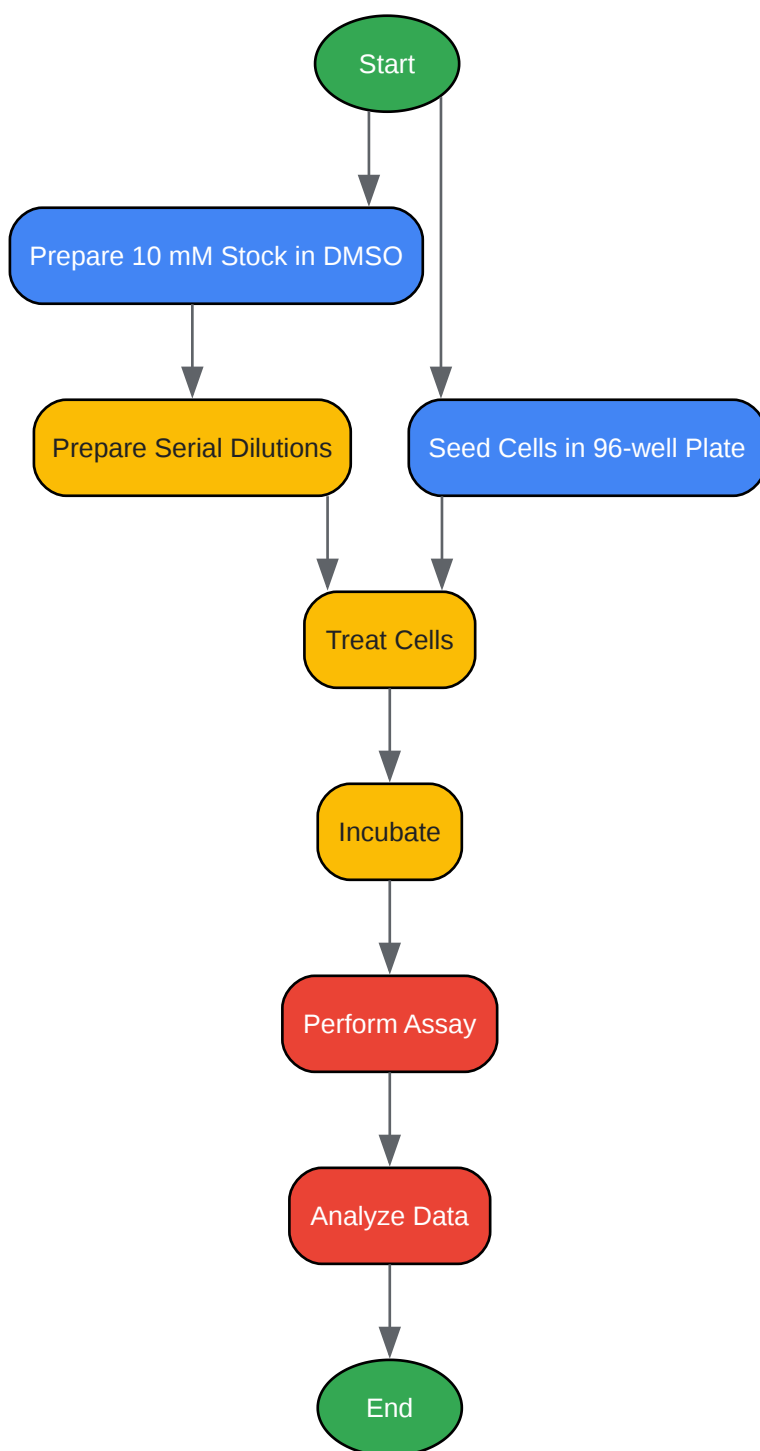 Start
Prepare 10 mM Stock in DMSO
Prepare Serial Dilutions
Seed Cells in 96-well Plate
Treat Cells
Incubate
Perform Assay
Analyze Data
End